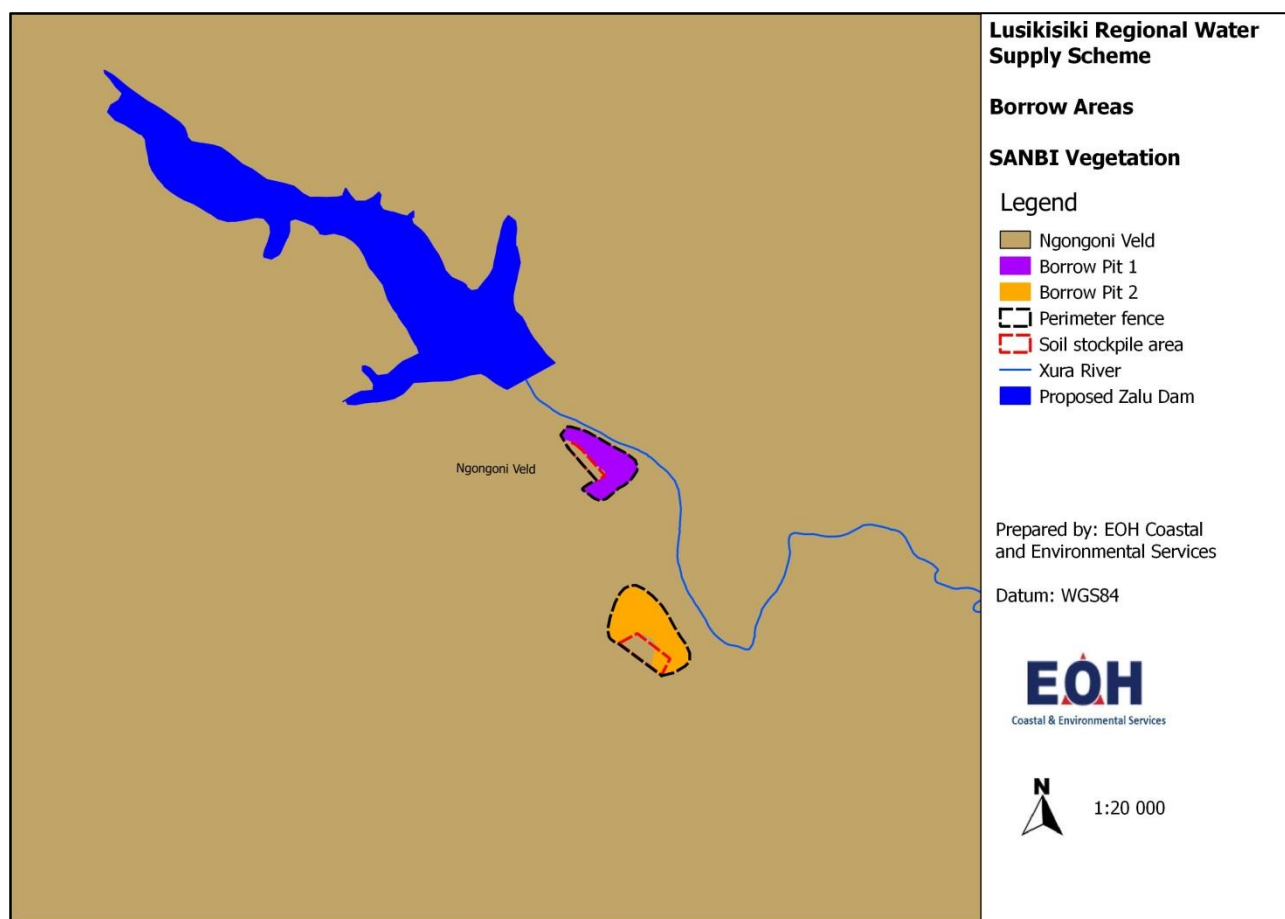 Lusikisiki Regional Water
Supply Scheme
Borrow Areas
SANBI Vegetation
Legend
Ngongoni Veld
Borrow Pit 1
Borrow Pit 2
Perimeter fence
Soil stockpile area
Xura River
Proposed Zalu Dam
Ngongoni Veld
Prepared by: EOH Coastal
and Environmental Services
Datum: WGS84
EOH
Coastal & Environmental Services
N
1:20 000